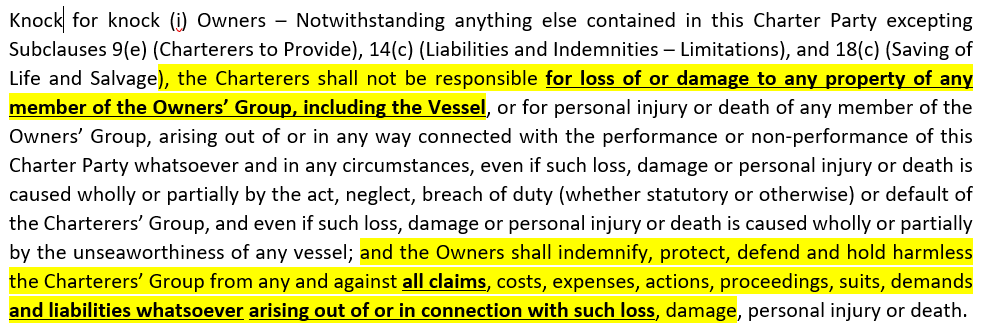 Knock for knock (i) Owners – Notwithstanding anything else contained in this Charter Party excepting
Subclauses 9(e) (Charterers to Provide), 14(c) (Liabilities and Indemnities – Limitations), and 18(c) (Saving of
Life and Salvage), the Charterers shall not be responsible for loss of or damage to any property of any
member of the Owners’ Group, including the Vessel, or for personal injury or death of any member of the
Owners’ Group, arising out of or in any way connected with the performance or non-performance of this
Charter Party whatsoever and in any circumstances, even if such loss, damage or personal injury or death is
caused wholly or partially by the act, neglect, breach of duty (whether statutory or otherwise) or default of
the Charterers’ Group, and even if such loss, damage or personal injury or death is caused wholly or partially
by the unseaworthiness of any vessel; and the Owners shall indemnify, protect, defend and hold harmless
the Charterers’ Group from any and against all claims, costs, expenses, actions, proceedings, suits, demands
and liabilities whatsoever arising out of or in connection with such loss, damage, personal injury or death.